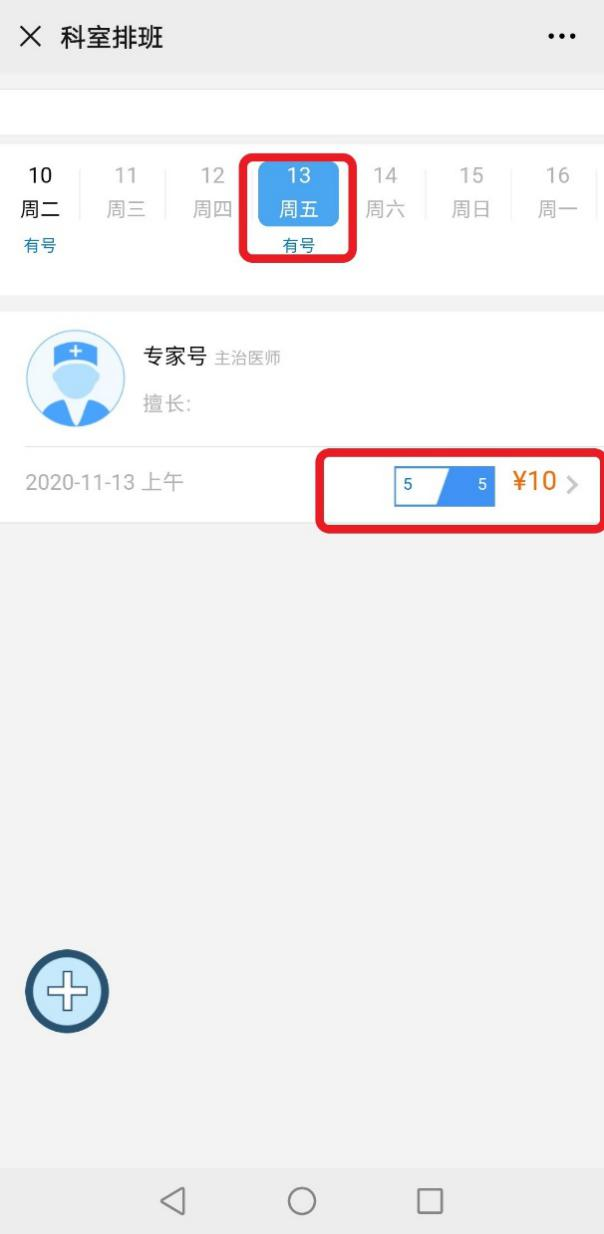 科室排班
10 11 12 13 14 15 16
周二 周三 周四 周五 周六 周日 周一
有号 有号
专家号 主治医师
擅长:
2020-11-13 上午 5 5 ¥10